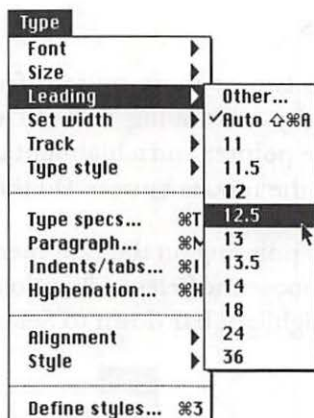 Type
Font
Size
Leading
Set width
Track
Type style
Type specs... ⌘T
Paragraph... ⌘M
Indents/tabs... ⌘I
Hyphenation... ⌘H
Alignment
Style
Define styles... ⌘3
Other...
✓Auto ⇧⌘A
11
11.5
12
12.5
13
13.5
14
18
24
36